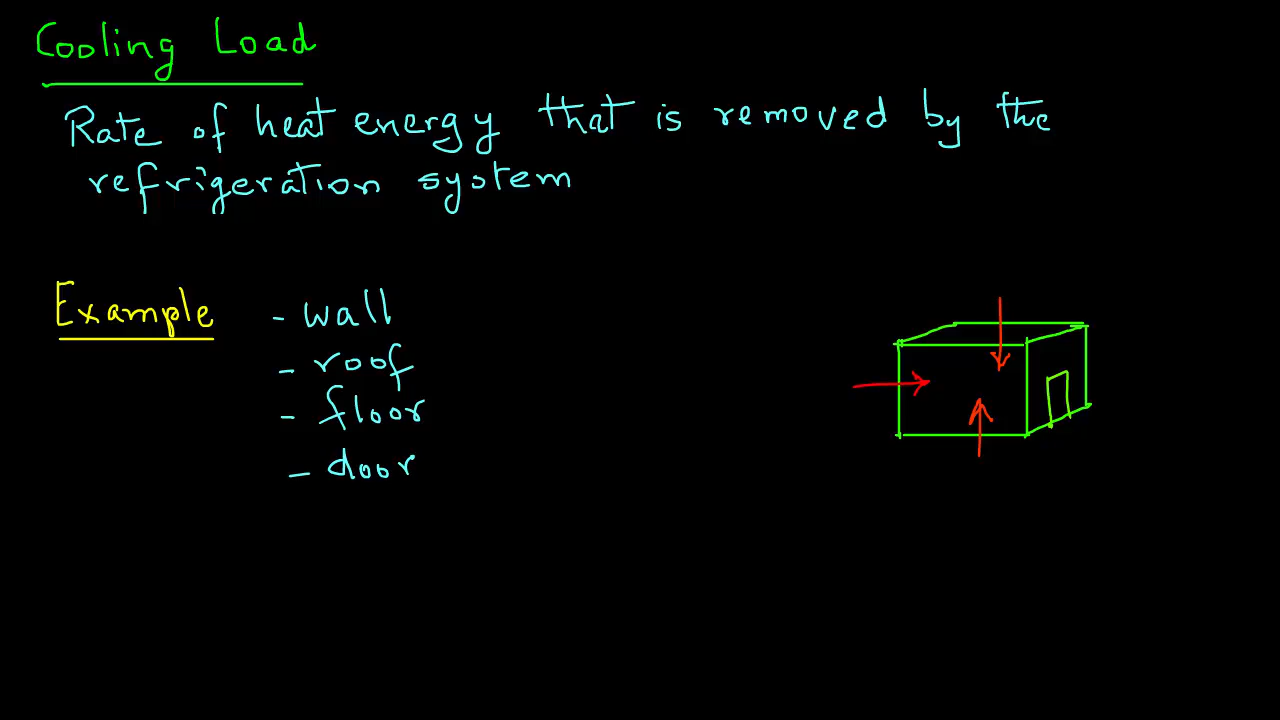 Cooling Load
Rate of heat energy that is removed by the
refrigeration system
Example - wall
- roof
- floor
- door